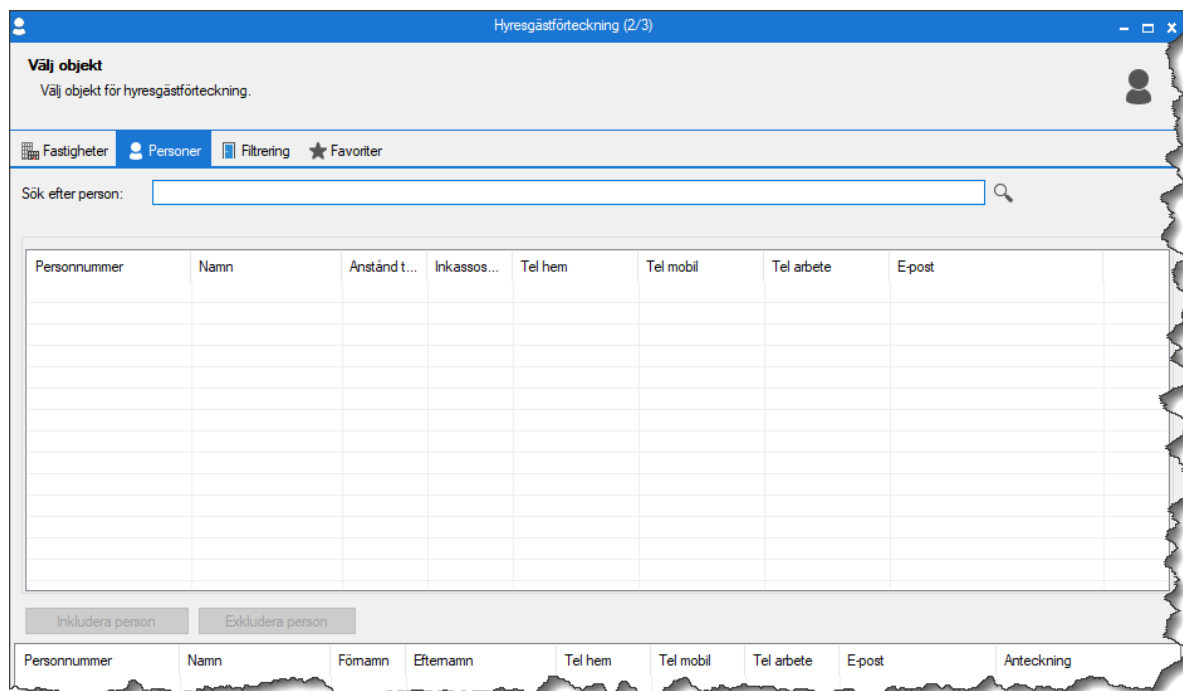 Hyresgästförteckning (2/3)
Välj objekt
Välj objekt för hyresgästförteckning.
Fastigheter Personer Filtrering Favoriter
Sök efter person:
Personnummer Namn Anstånd t... Inkassos... Tel hem Tel mobil Tel arbete E-post
Inkludera person Exkludera person
Personnummer Namn Förnamn Efternamn Tel hem Tel mobil Tel arbete E-post Anteckning